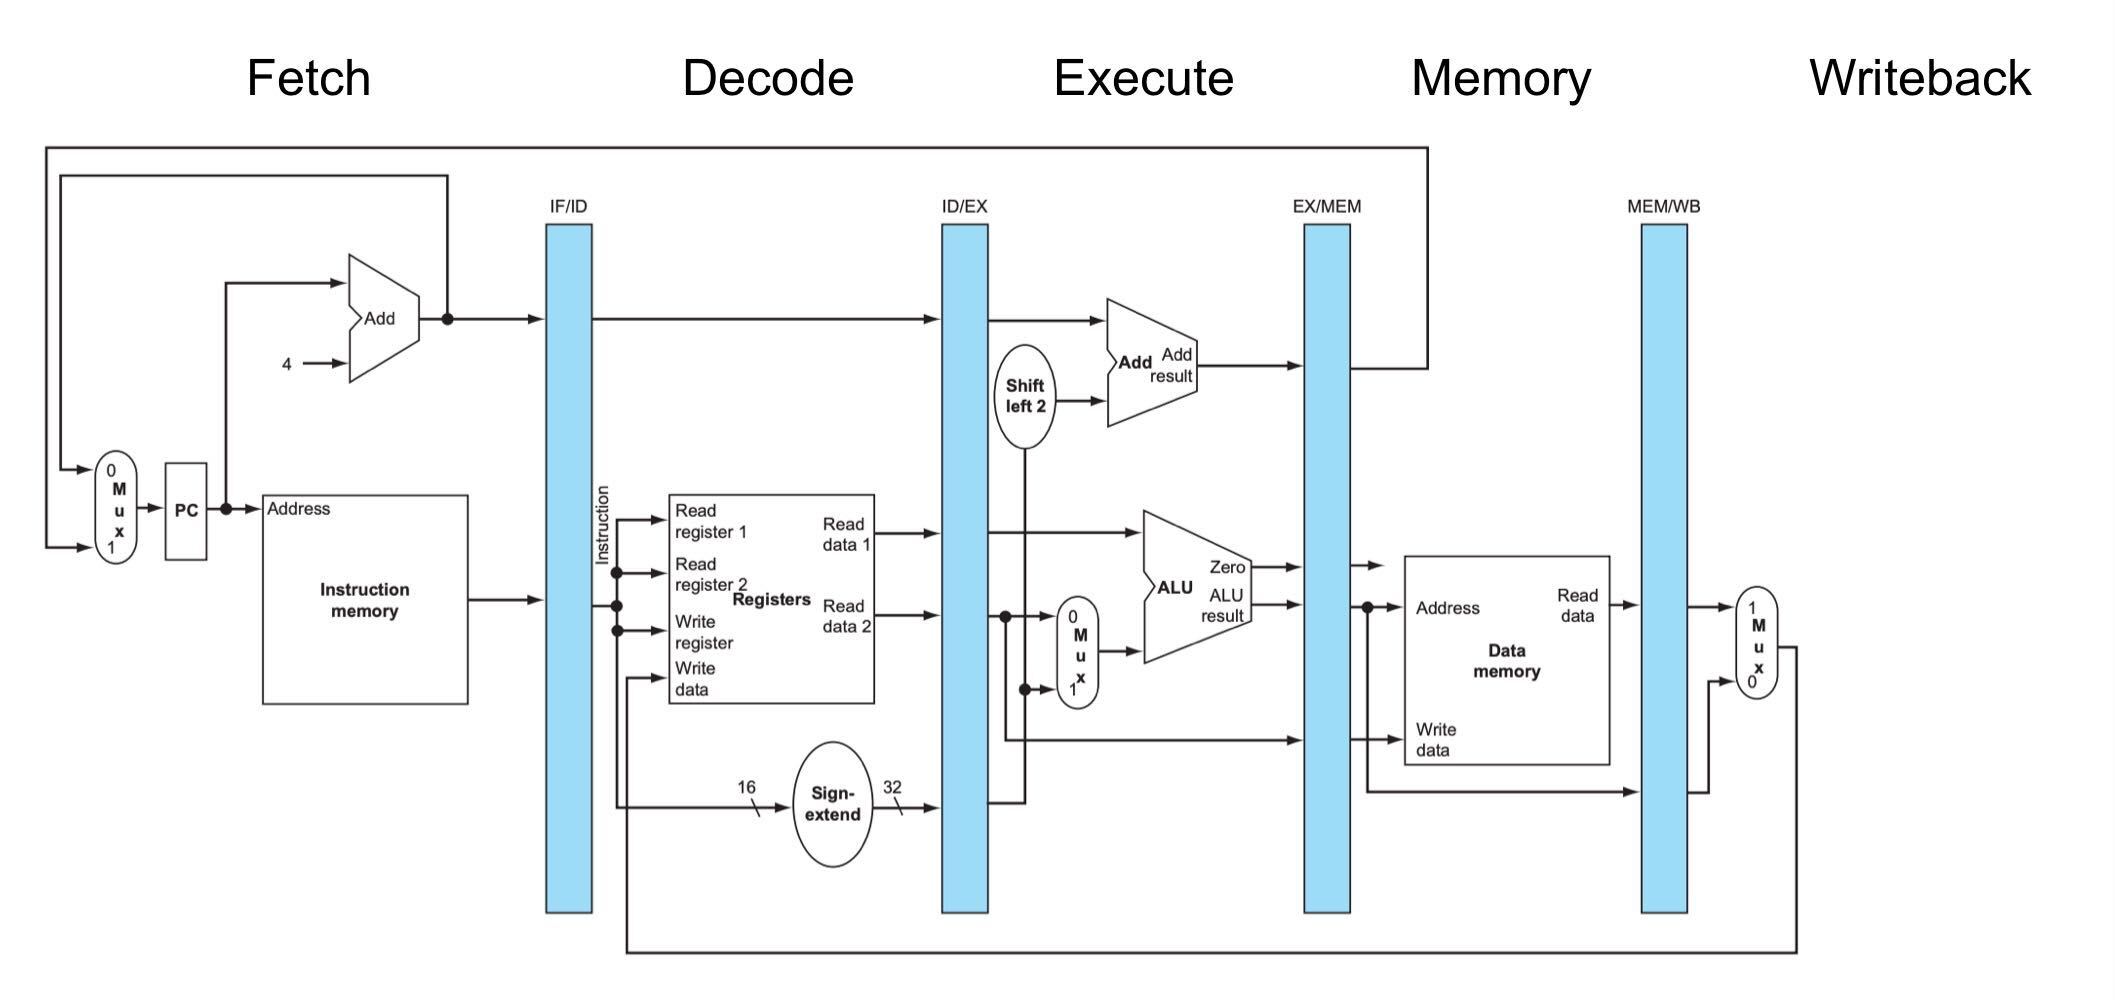 Fetch
Decode
Execute
Memory
Writeback
IF/ID
ID/EX
EX/MEM
MEM/WB
Add
4
0
M
u
x
1
PC
Address
Instruction
memory
Instruction
Read
register 1
Read
register 2
Registers
Write
register
Write
data
Read
data 1
Read
data 2
16
Sign-
extend
32
Shift
left 2
Add
Add
result
0
M
u
x
1
ALU
Zero
ALU
result
Address
Read
data
Data
memory
Write
data
1
M
u
x
0